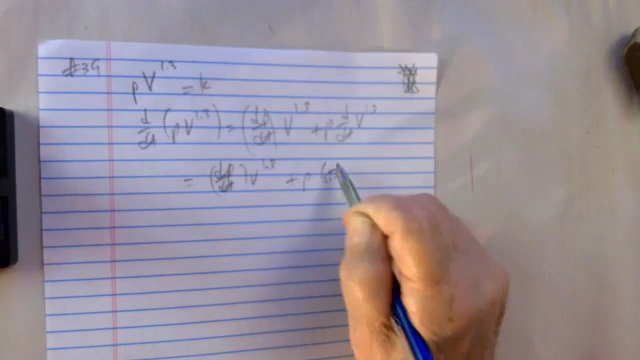 #39
pV^1.3 = k
d/dt (pV^1.3) = (dp/dt) V^1.3 + p d/dt V^1.3
= (dp/dt) V^1.3 + p (